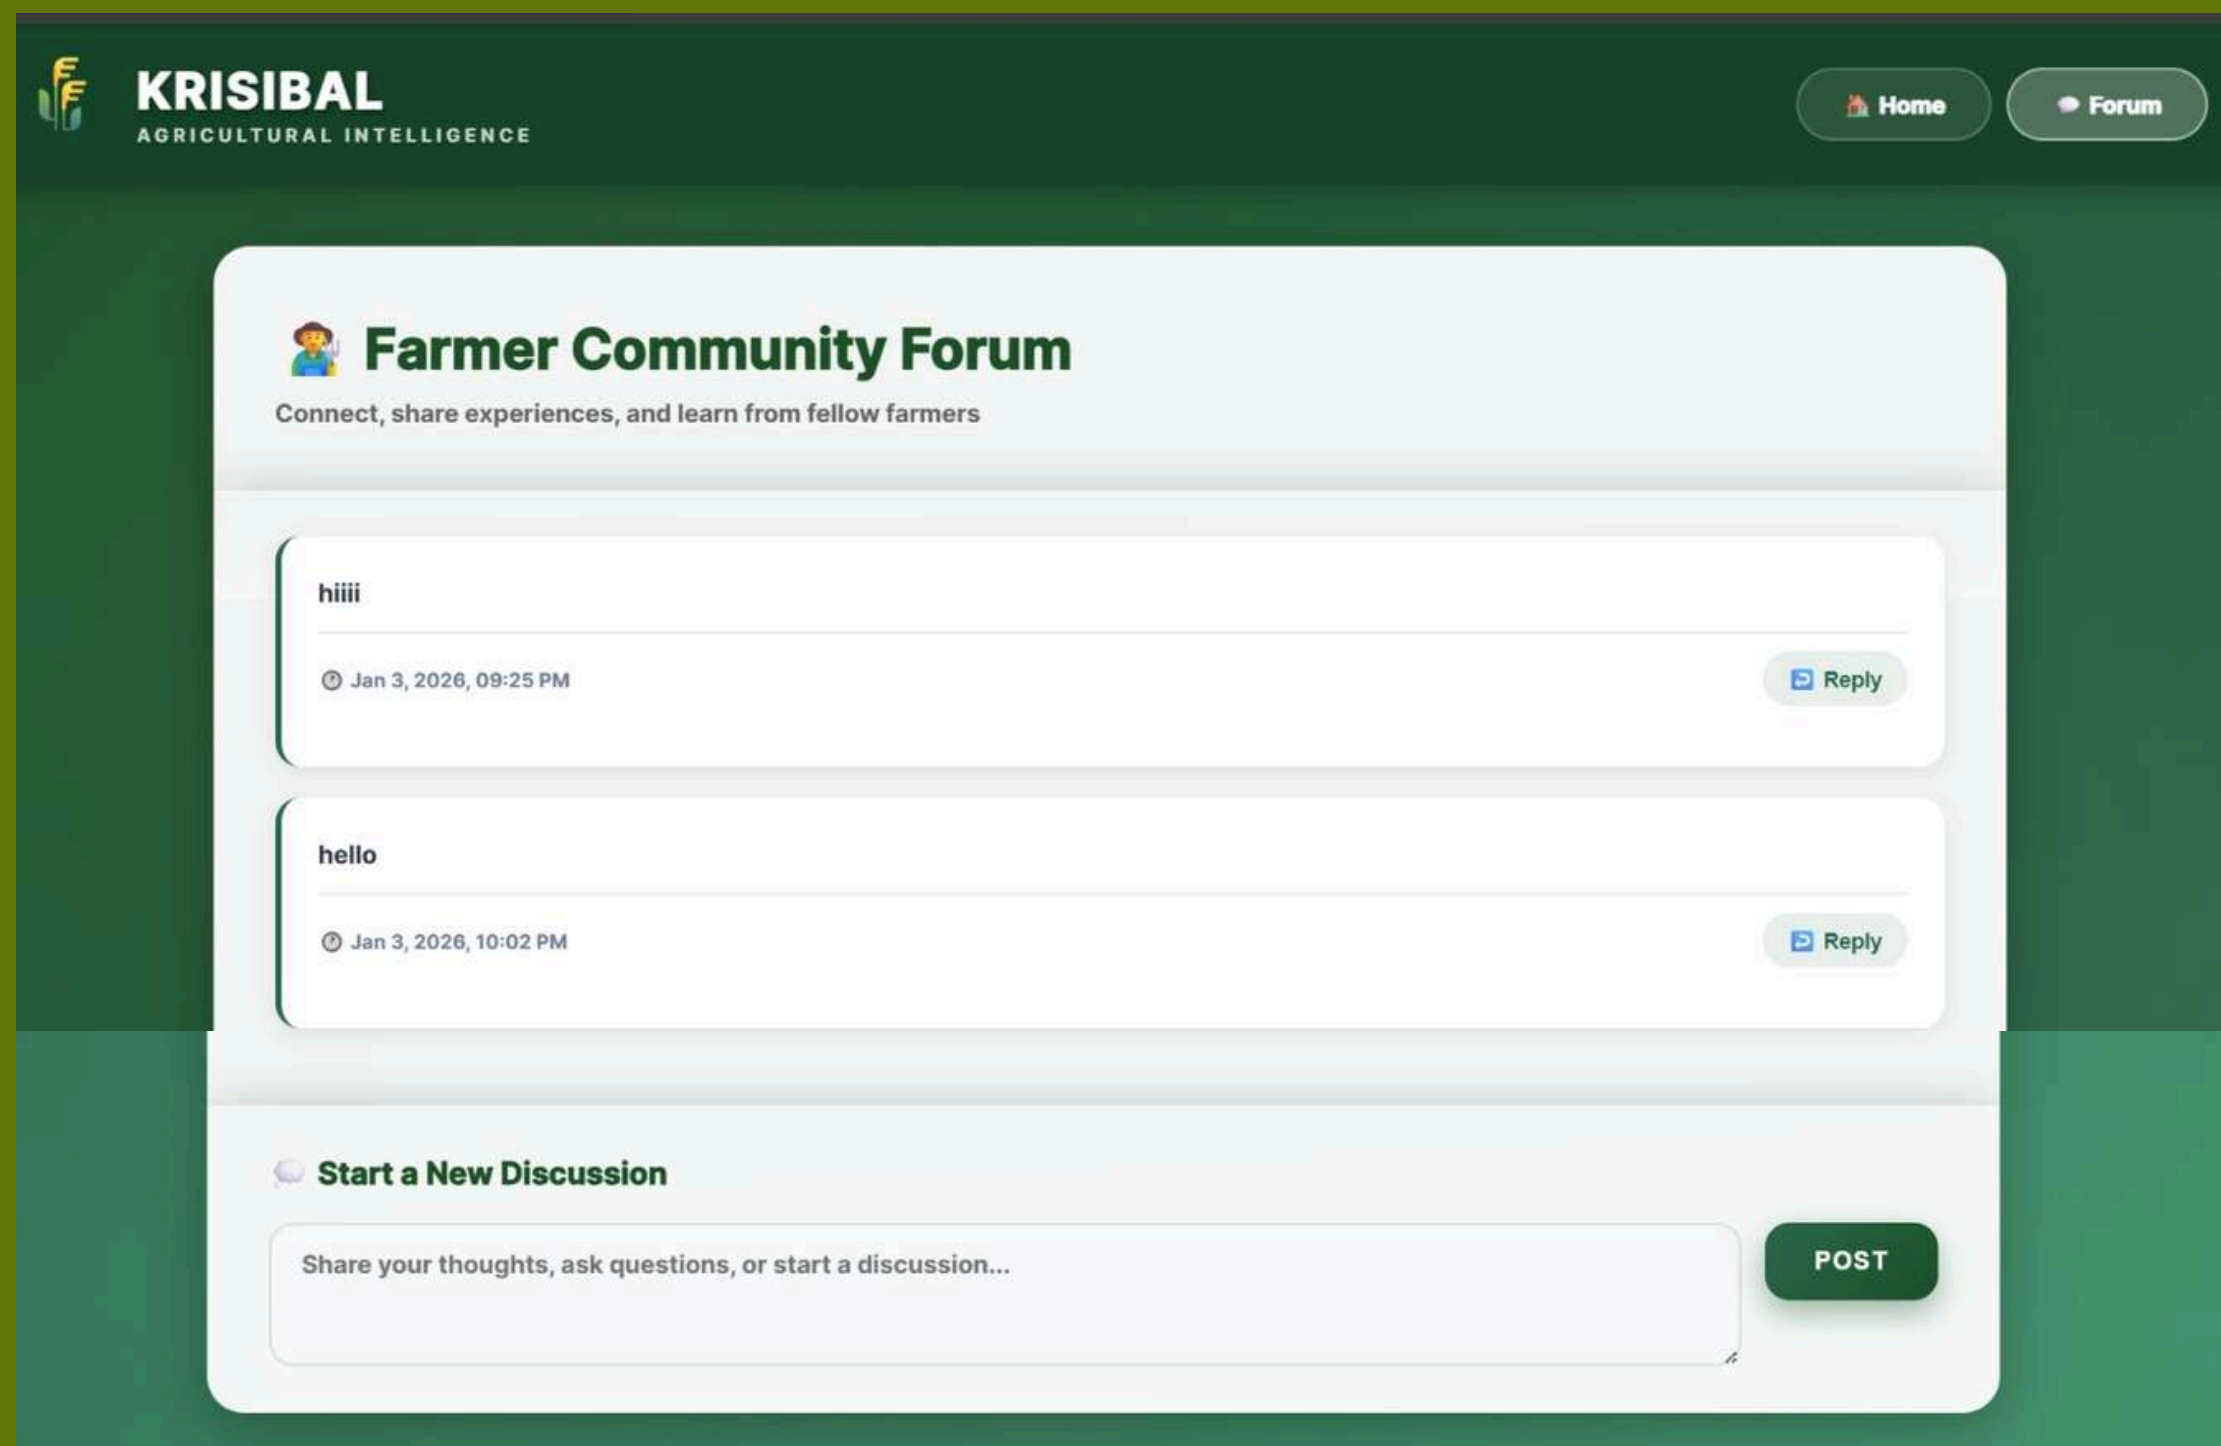 KRISIBAL
AGRICULTURAL INTELLIGENCE
Home
Forum
Farmer Community Forum
Connect, share experiences, and learn from fellow farmers
hiiii
Jan 3, 2026, 09:25 PM
Reply
hello
Jan 3, 2026, 10:02 PM
Reply
Start a New Discussion
Share your thoughts, ask questions, or start a discussion...
POST